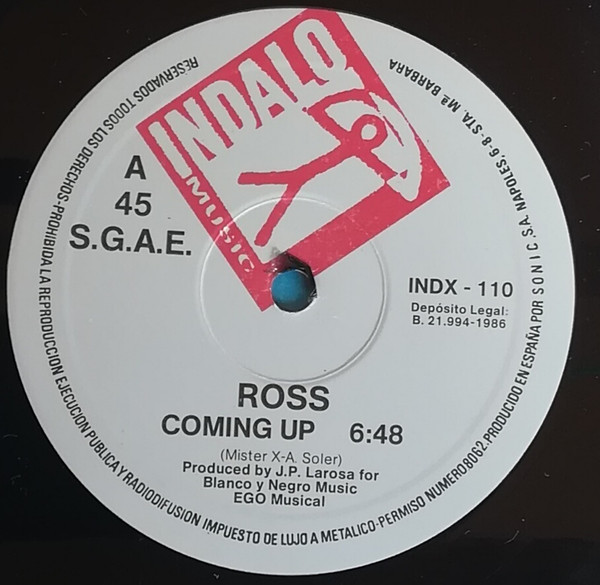 INDALO
MUSIC
A
45
S.G.A.E.
INDX - 110
Depósito Legal:
B. 21.994-1986
ROSS
COMING UP 6:48
(Mister X-A. Soler)
Produced by J.P. Larosa for
Blanco y Negro Music
EGO Musical
RESERVADOS TODOS LOS DERECHOS-PROHIBIDA LA REPRODUCCION EJECUCION PUBLICA Y RADIODIFUSION IMPUESTO DE LUJO A METALICO-PERMISO NUMERO 8062.PRODUCIDO EN ESPAÑA POR SONIC S.A. NAPOLES,6-8-STA. Mª BARBARA